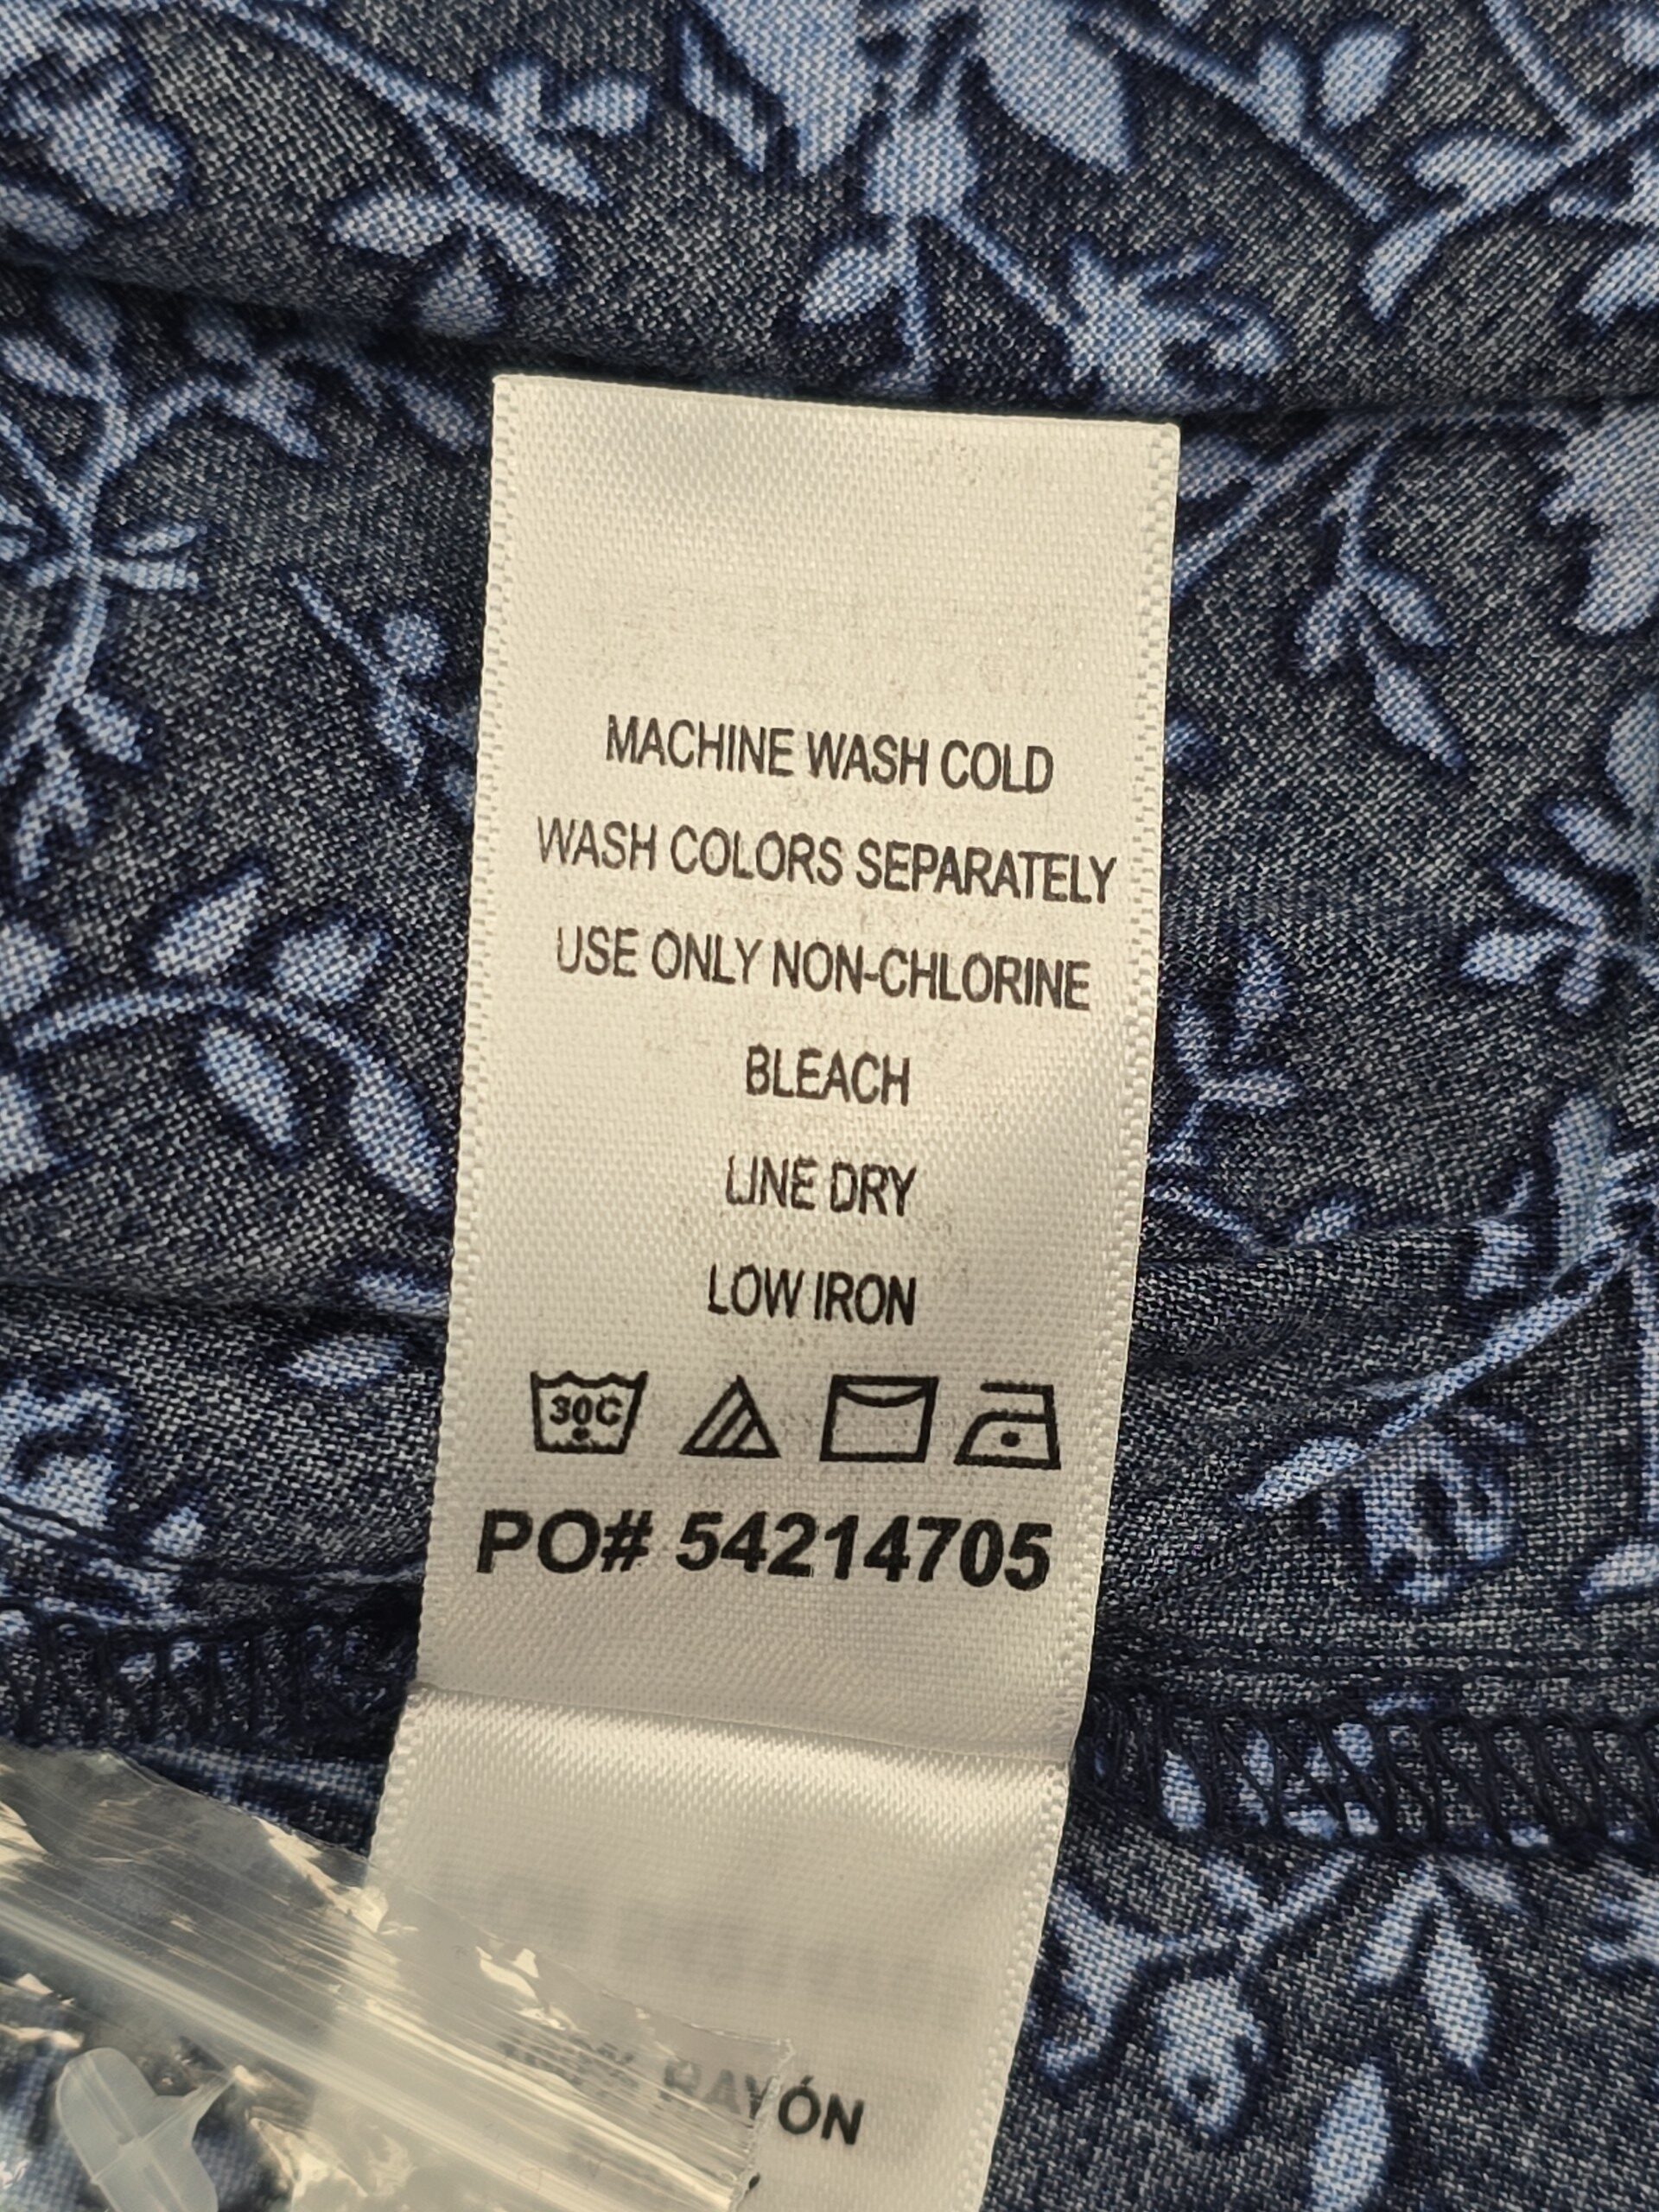 MACHINE WASH COLD
WASH COLORS SEPARATELY
USE ONLY NON-CHLORINE
BLEACH
LINE DRY
LOW IRON
30C
PO# 54214705
RAYÓN